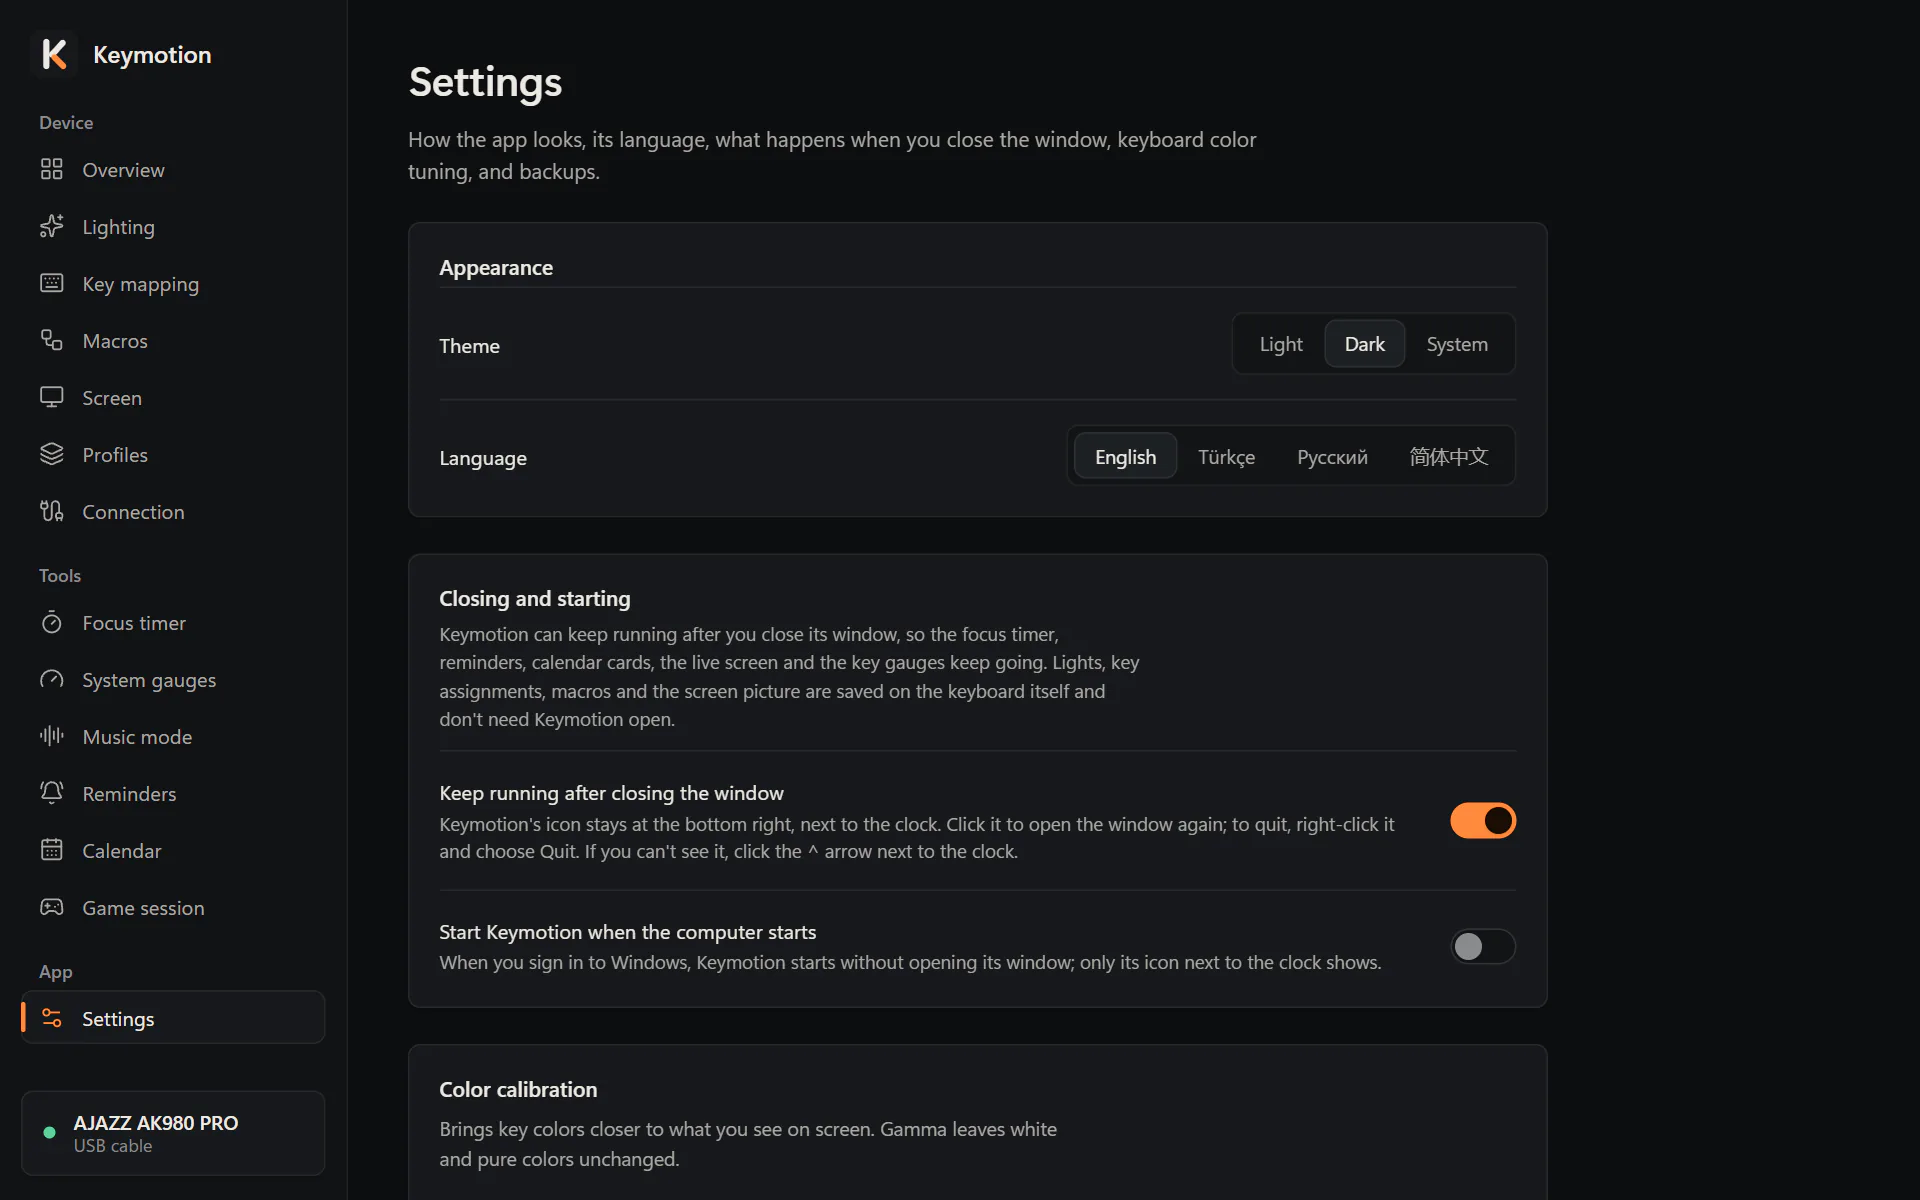 Keymotion
Device
Overview
Lighting
Key mapping
Macros
Screen
Profiles
Connection
Tools
Focus timer
System gauges
Music mode
Reminders
Calendar
Game session
App
Settings
AJAZZ AK980 PRO
USB cable
Settings
How the app looks, its language, what happens when you close the window, keyboard color
tuning, and backups.
Appearance
Theme
Light Dark System
Language
English Türkçe Русский 简体中文
Closing and starting
Keymotion can keep running after you close its window, so the focus timer,
reminders, calendar cards, the live screen and the key gauges keep going. Lights, key
assignments, macros and the screen picture are saved on the keyboard itself and
don't need Keymotion open.
Keep running after closing the window
Keymotion's icon stays at the bottom right, next to the clock. Click it to open the window again; to quit, right-click it
and choose Quit. If you can't see it, click the ^ arrow next to the clock.
Start Keymotion when the computer starts
When you sign in to Windows, Keymotion starts without opening its window; only its icon next to the clock shows.
Color calibration
Brings key colors closer to what you see on screen. Gamma leaves white
and pure colors unchanged.